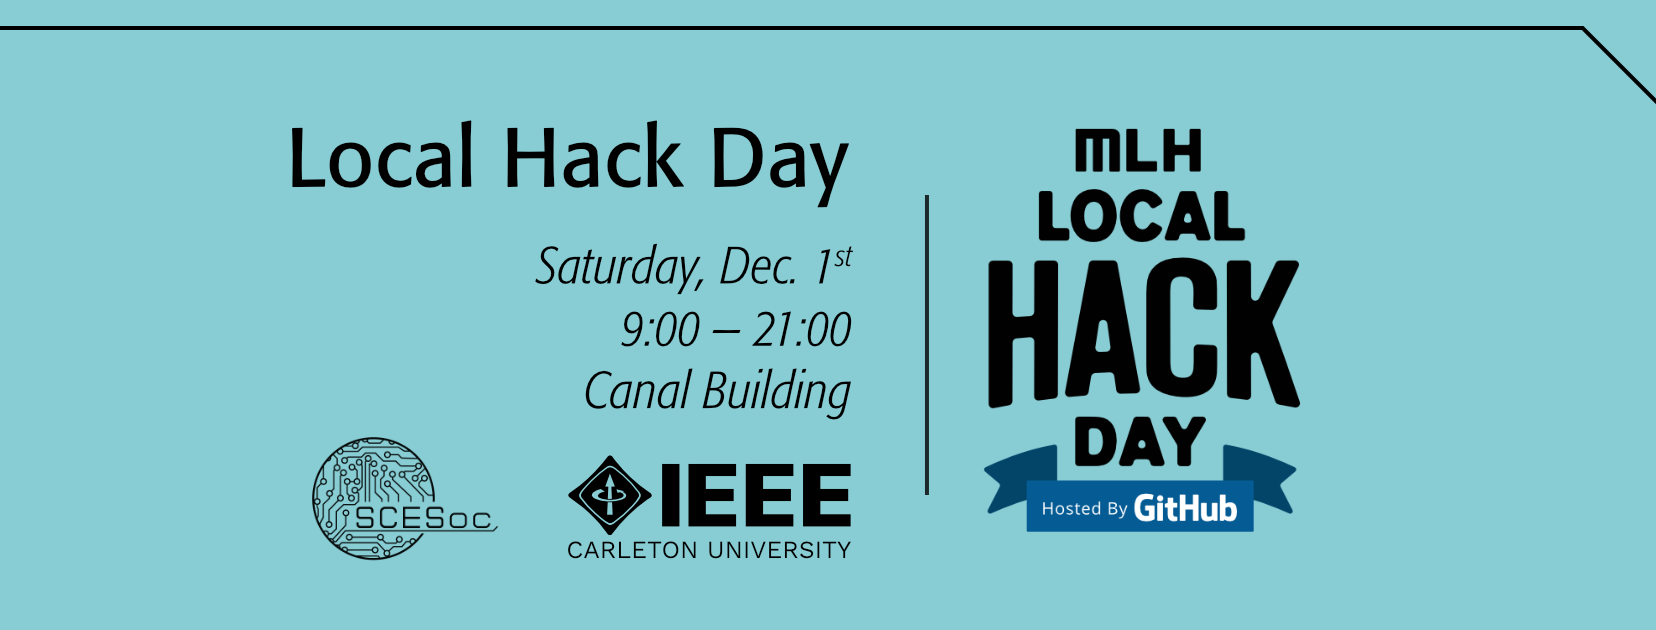 Local Hack Day
Saturday, Dec. 1st
9:00 – 21:00
Canal Building
SCESoc
IEEE
CARLETON UNIVERSITY
MLH
LOCAL
HACK
DAY
Hosted By GitHub